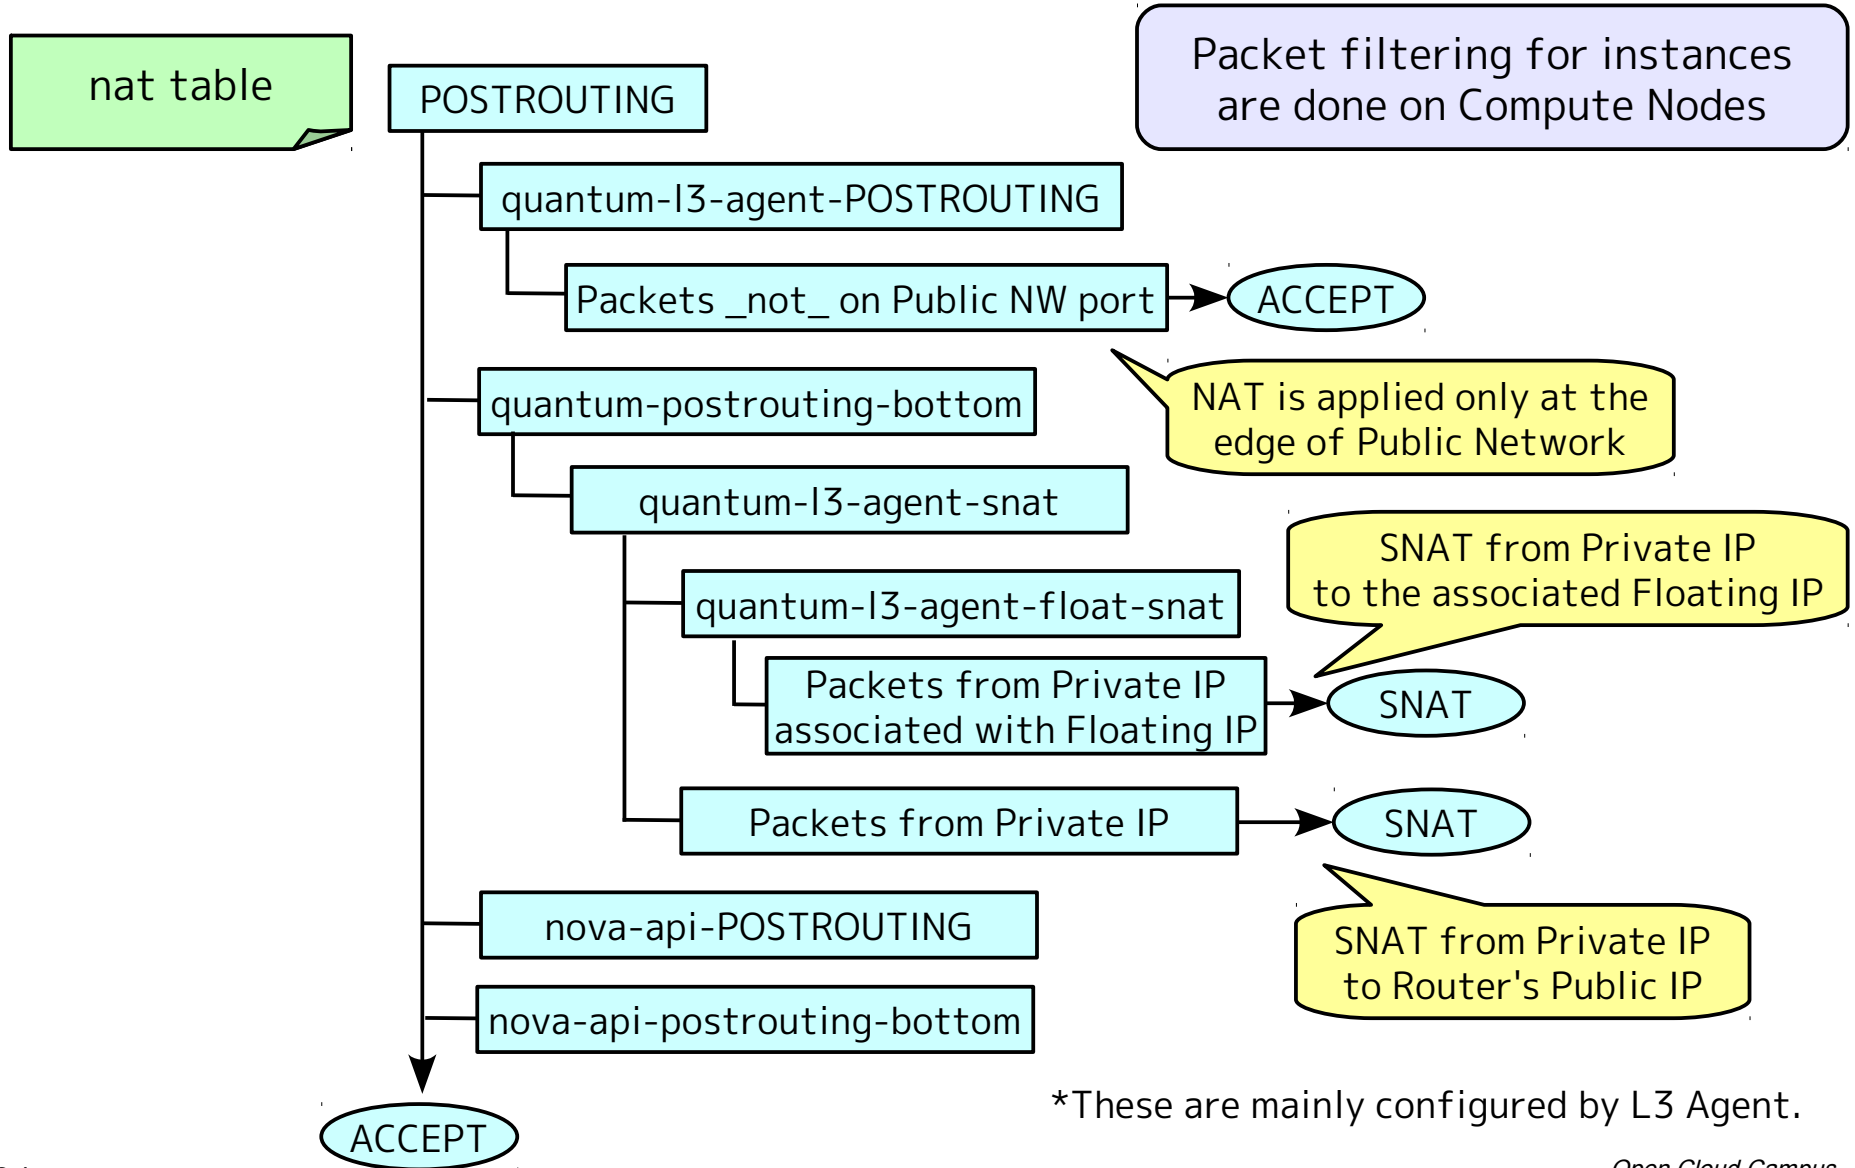 nat table
POSTROUTING
Packet filtering for instances
are done on Compute Nodes
quantum-l3-agent-POSTROUTING
Packets _not_ on Public NW port
ACCEPT
NAT is applied only at the
edge of Public Network
quantum-postrouting-bottom
quantum-l3-agent-snat
SNAT from Private IP
to the associated Floating IP
quantum-l3-agent-float-snat
Packets from Private IP
associated with Floating IP
SNAT
Packets from Private IP
SNAT
nova-api-POSTROUTING
SNAT from Private IP
to Router's Public IP
nova-api-postrouting-bottom
*These are mainly configured by L3 Agent.
ACCEPT
Open Cloud Campus